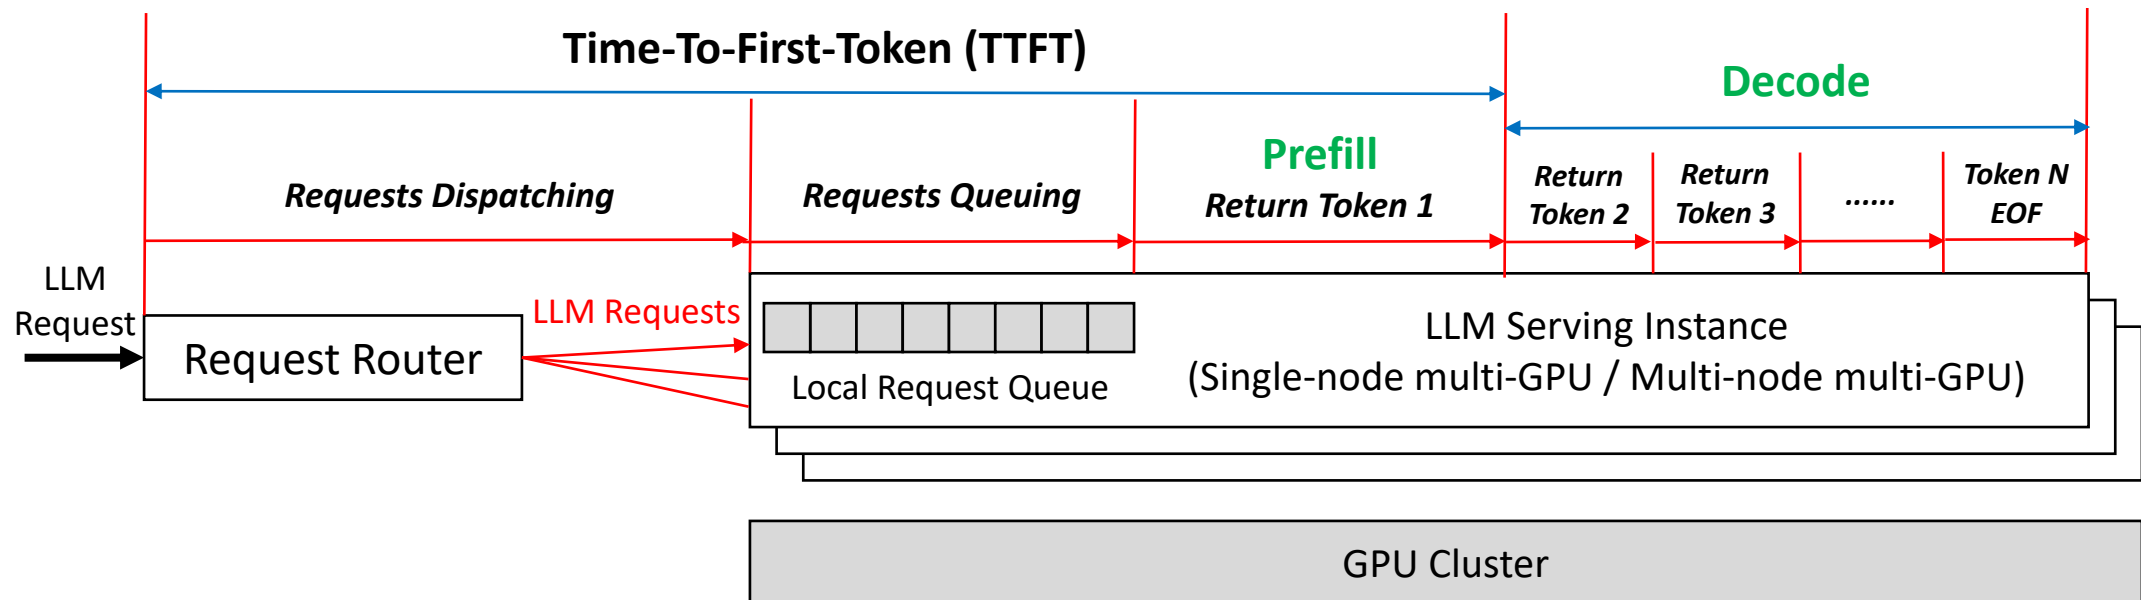 Time-To-First-Token (TTFT)
Decode
Prefill
Requests Dispatching
Requests Queuing
Return Token 1
Return
Token 2
Return
Token 3
......
Token N
EOF
LLM
Request
Request Router
LLM Requests
Local Request Queue
LLM Serving Instance
(Single-node multi-GPU / Multi-node multi-GPU)
GPU Cluster